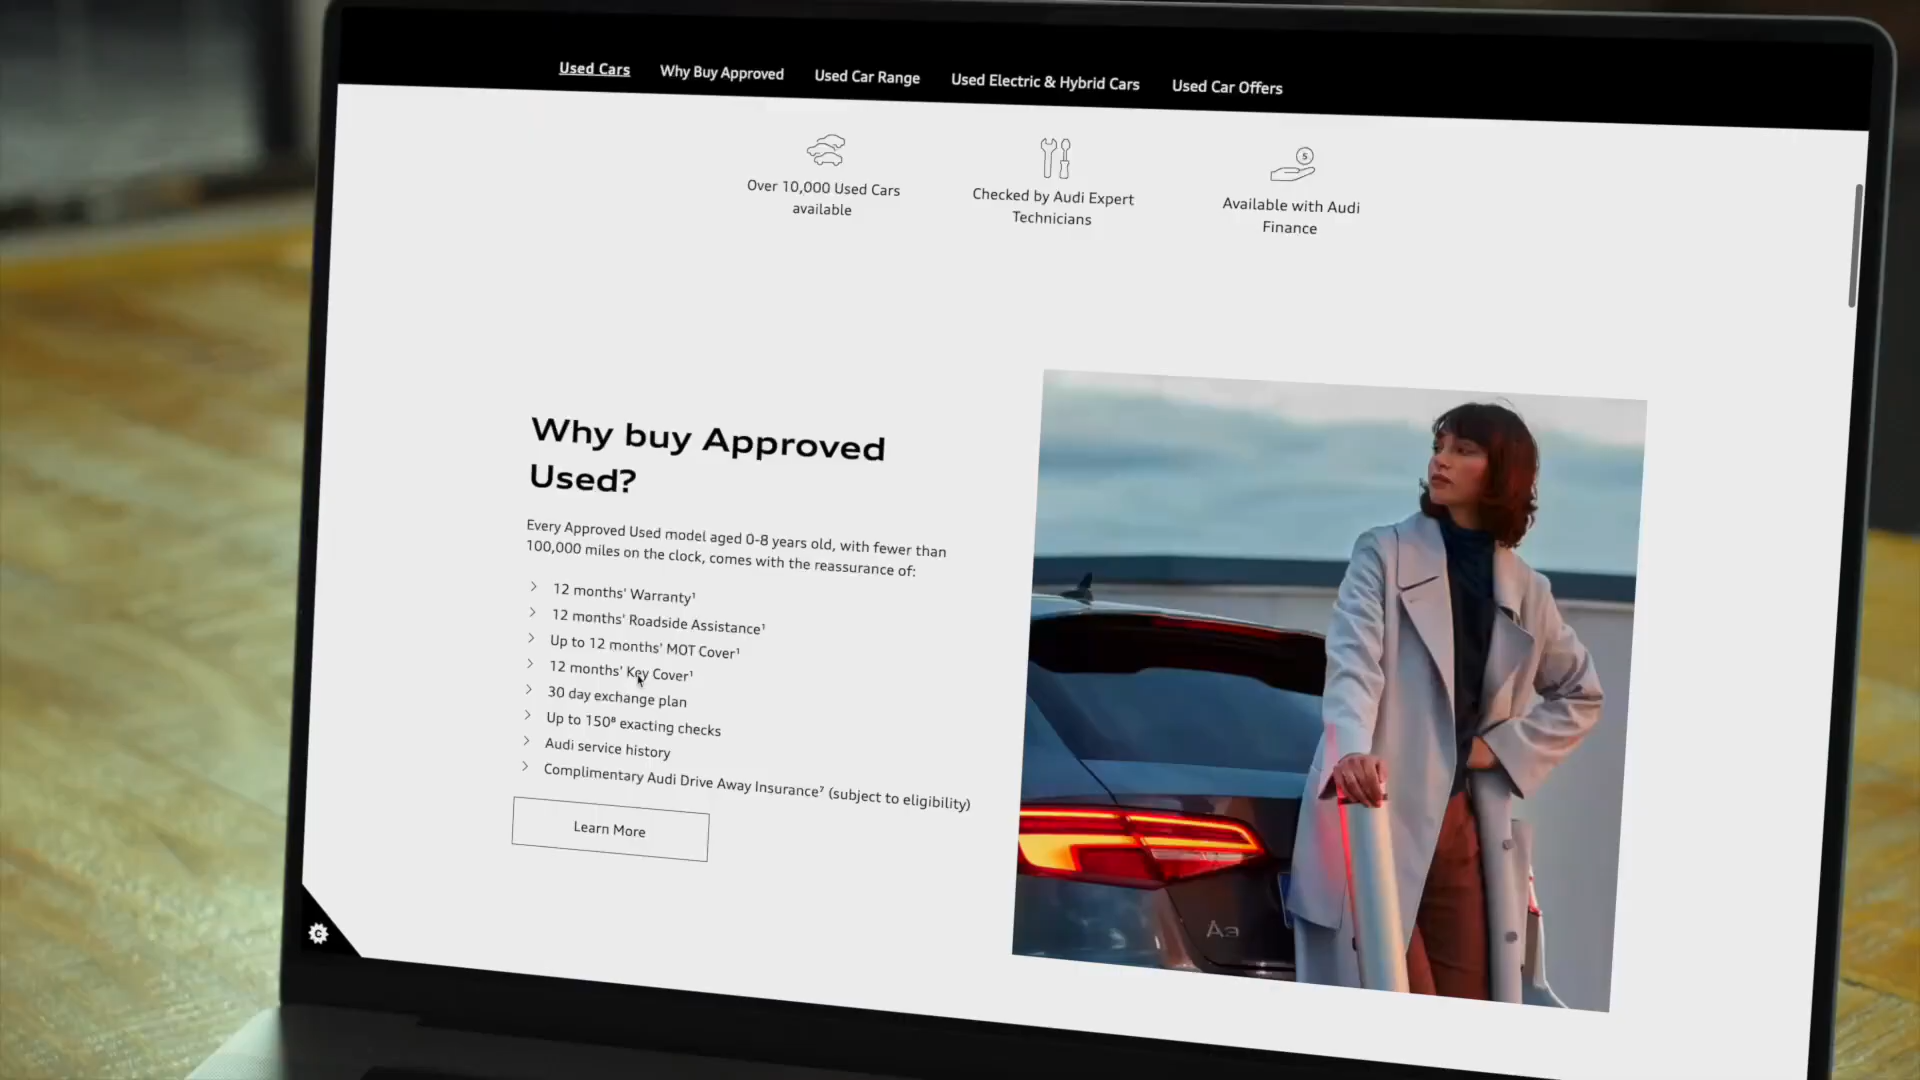 Used Cars
Why Buy Approved
Used Car Range
Used Electric & Hybrid Cars
Used Car Offers
Over 10,000 Used Cars
available
Checked by Audi Expert
Technicians
Available with Audi
Finance
Why buy Approved
Used?
Every Approved Used model aged 0-8 years old, with fewer than
100,000 miles on the clock, comes with the reassurance of:
12 months' Warranty¹
12 months' Roadside Assistance¹
Up to 12 months' MOT Cover¹
12 months' Key Cover¹
30 day exchange plan
Up to 150⁸ exacting checks
Audi service history
Complimentary Audi Drive Away Insurance⁷ (subject to eligibility)
Learn More